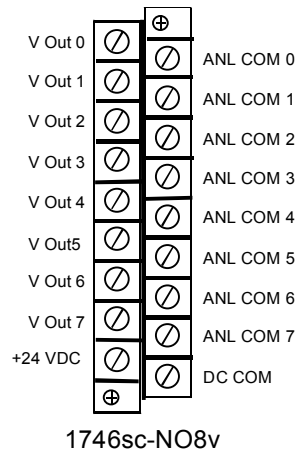 V Out 0
ANL COM 0
V Out 1
ANL COM 1
V Out 2
ANL COM 2
V Out 3
ANL COM 3
V Out 4
ANL COM 4
V Out5
ANL COM 5
V Out 6
ANL COM 6
V Out 7
ANL COM 7
+24 VDC
DC COM
1746sc-NO8v